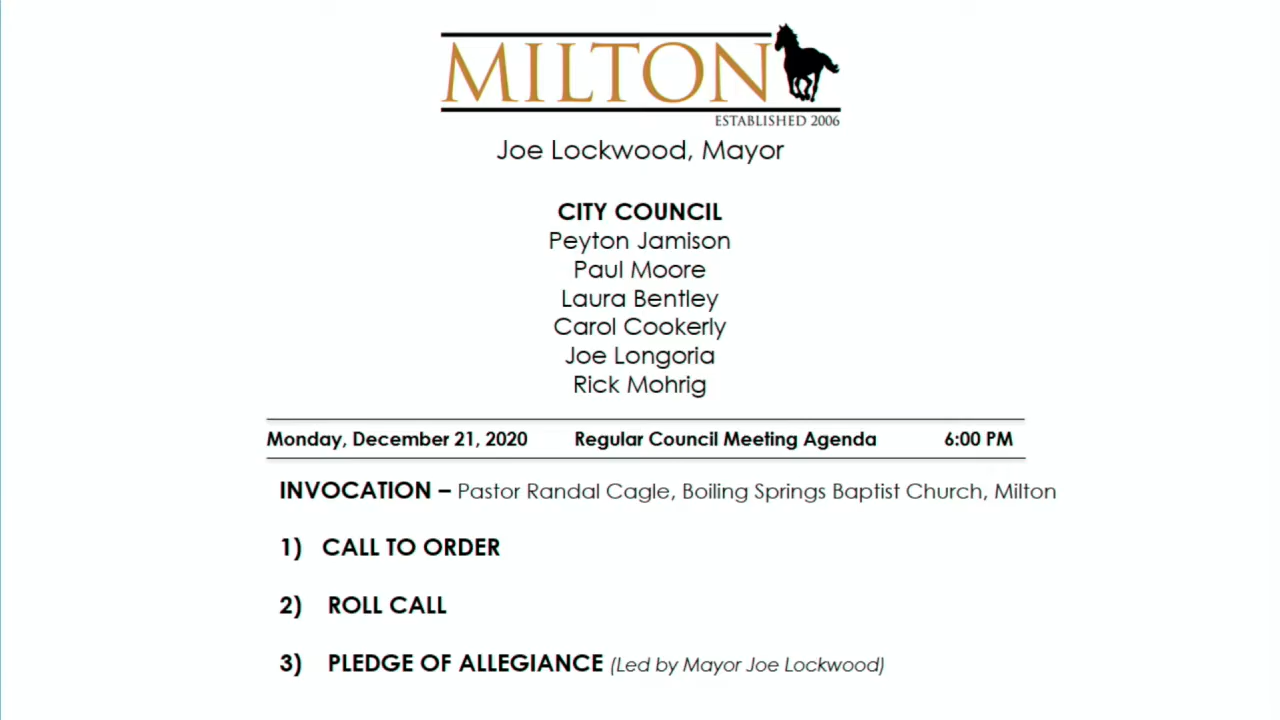 MILTON
ESTABLISHED 2006
Joe Lockwood, Mayor
CITY COUNCIL
Peyton Jamison
Paul Moore
Laura Bentley
Carol Cookerly
Joe Longoria
Rick Mohrig
Monday, December 21, 2020 Regular Council Meeting Agenda 6:00 PM
INVOCATION – Pastor Randal Cagle, Boiling Springs Baptist Church, Milton
1) CALL TO ORDER
2) ROLL CALL
3) PLEDGE OF ALLEGIANCE (Led by Mayor Joe Lockwood)